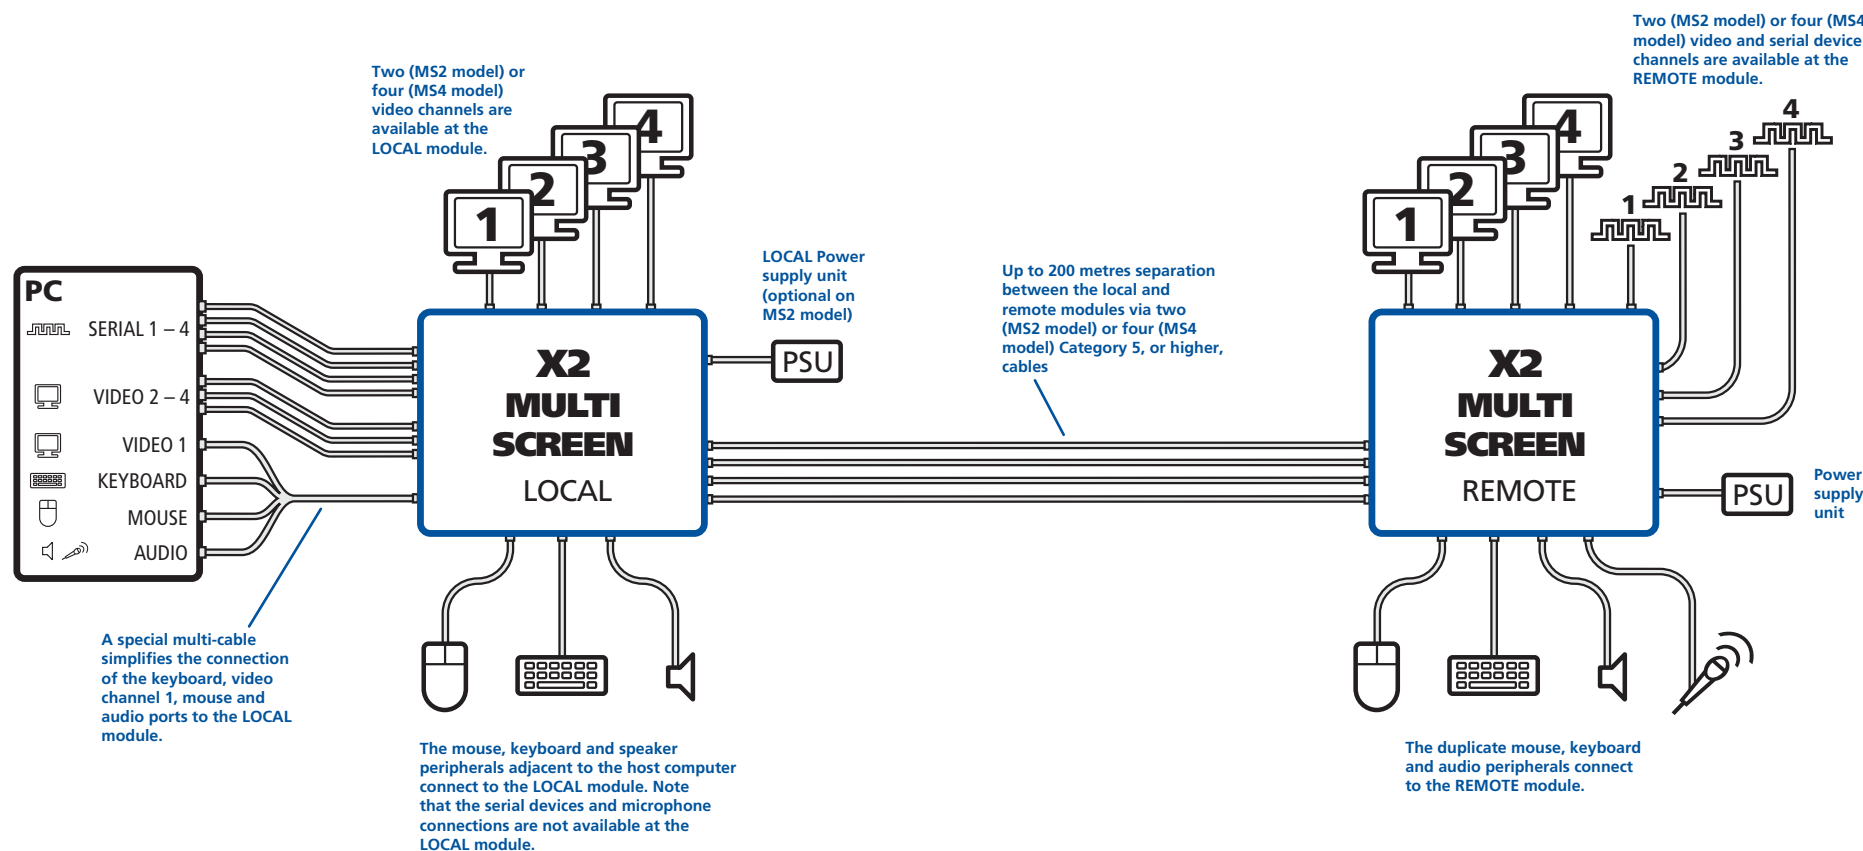 Two (MS2 model) or
four (MS4 model)
video channels are
available at the
LOCAL module.
Two (MS2 model) or four (MS4
model) video and serial device
channels are available at the
REMOTE module.
1
2
3
4
1
2
3
4
1
2
3
4
LOCAL Power
supply unit
(optional on
MS2 model)
Up to 200 metres separation
between the local and
remote modules via two
(MS2 model) or four (MS4
model) Category 5, or higher,
cables
PC
SERIAL 1 – 4
VIDEO 2 – 4
VIDEO 1
KEYBOARD
MOUSE
AUDIO
X2
MULTI
SCREEN
LOCAL
PSU
X2
MULTI
SCREEN
REMOTE
PSU
Power
supply
unit
A special multi-cable
simplifies the connection
of the keyboard, video
channel 1, mouse and
audio ports to the LOCAL
module.
The mouse, keyboard and speaker
peripherals adjacent to the host computer
connect to the LOCAL module. Note
that the serial devices and microphone
connections are not available at the
LOCAL module.
The duplicate mouse, keyboard
and audio peripherals connect
to the REMOTE module.